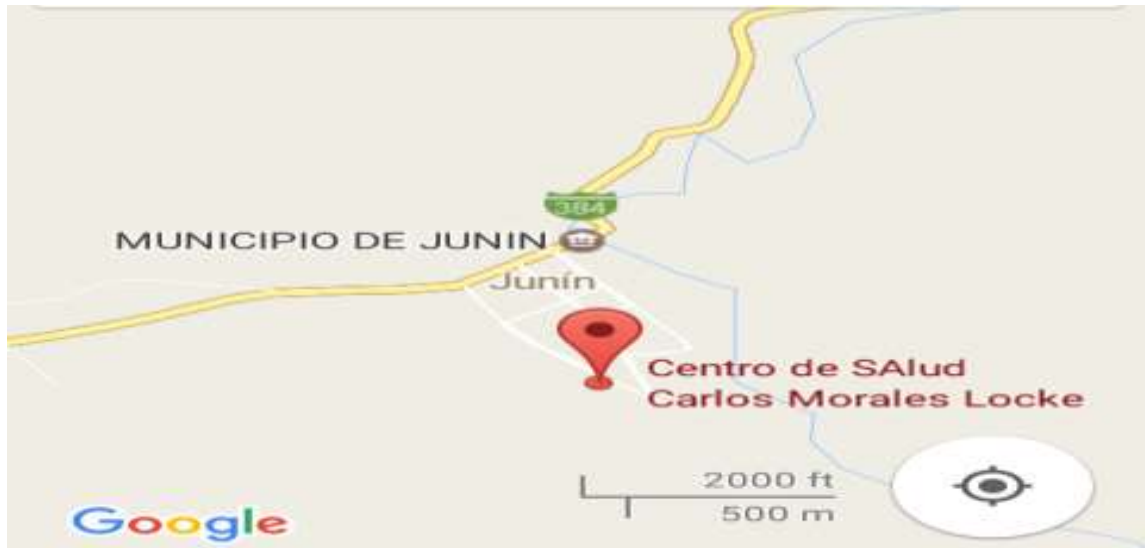 384
MUNICIPIO DE JUNIN
Junín
Centro de SAlud
Carlos Morales Locke
2000 ft
500 m
Google